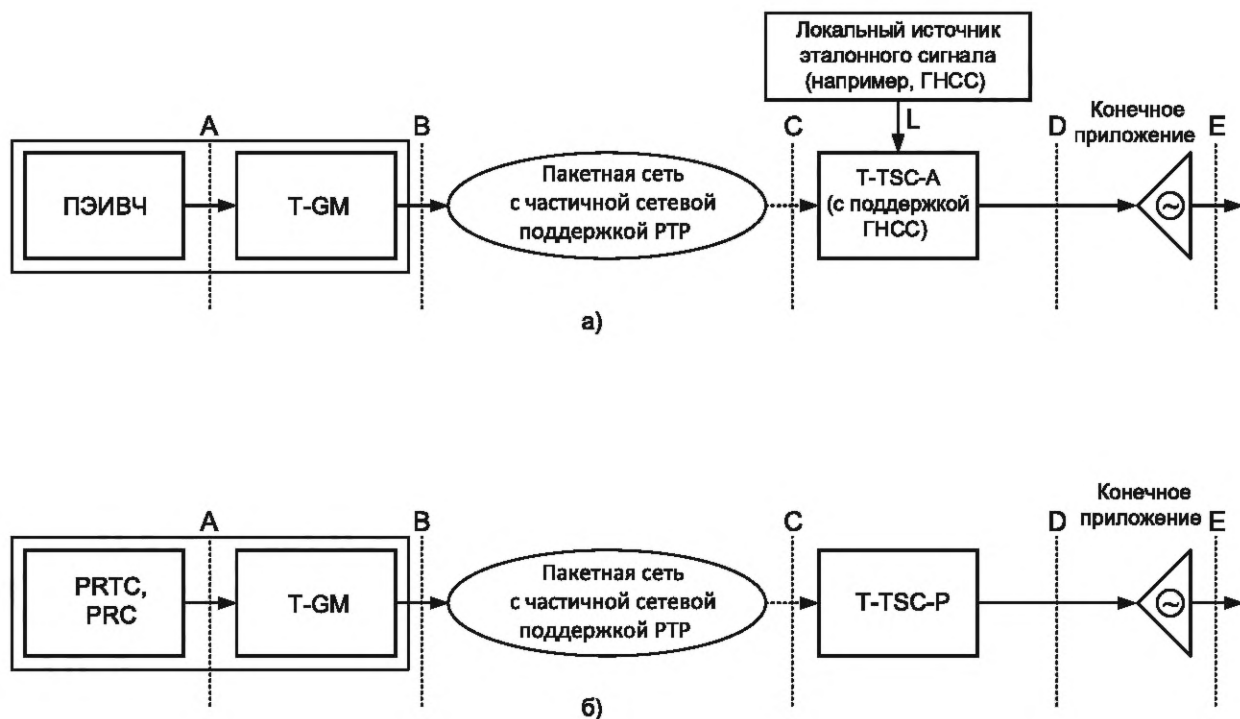 Локальный источник
эталонного сигнала
(например, ГНСС)
Конечное
приложение
A
B
C
L
D
E
ПЭИВЧ
T-GM
Пакетная сеть
с частичной сетевой
поддержкой PTP
T-TSC-A
(с поддержкой
ГНСС)
а)
Конечное
приложение
A
B
C
D
E
PRTC,
PRC
T-GM
Пакетная сеть
с частичной сетевой
поддержкой PTP
T-TSC-P
б)